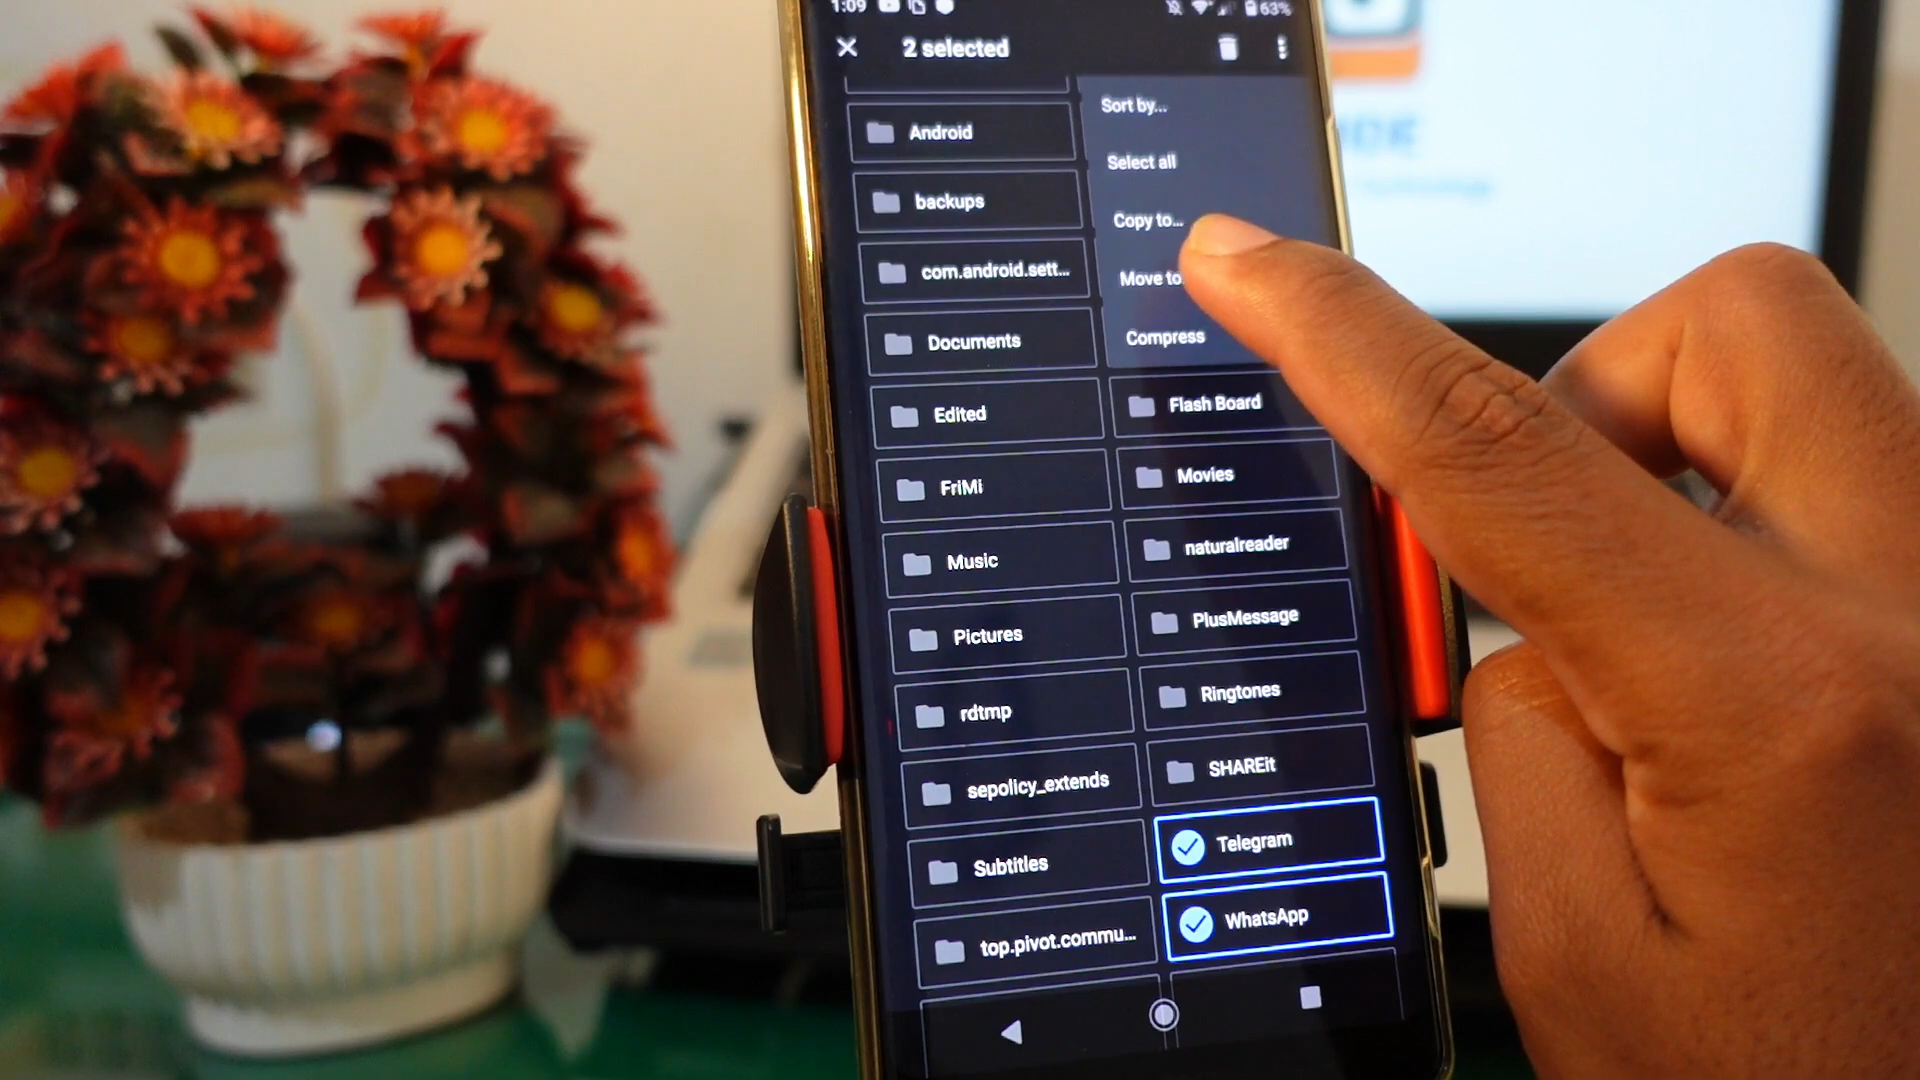 1:09
63%
2 selected
Sort by...
Select all
Copy to...
Move to
Compress
Android
backups
com.android.sett...
Documents
Edited
Flash Board
FriMi
Movies
Music
naturalreader
Pictures
PlusMessage
rdtmp
Ringtones
sepolicy_extends
SHAREit
Subtitles
Telegram
top.pivot.commu...
WhatsApp